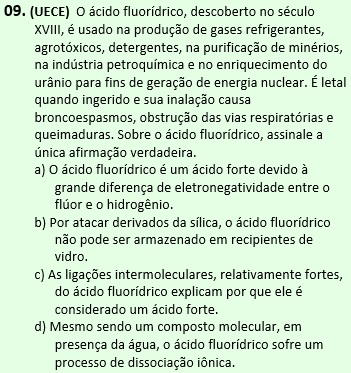 09. (UECE) O ácido fluorídrico, descoberto no século
XVIII, é usado na produção de gases refrigerantes,
agrotóxicos, detergentes, na purificação de minérios,
na indústria petroquímica e no enriquecimento do
urânio para fins de geração de energia nuclear. É letal
quando ingerido e sua inalação causa
broncoespasmos, obstrução das vias respiratórias e
queimaduras. Sobre o ácido fluorídrico, assinale a
única afirmação verdadeira.
a) O ácido fluorídrico é um ácido forte devido à
grande diferença de eletronegatividade entre o
flúor e o hidrogênio.
b) Por atacar derivados da sílica, o ácido fluorídrico
não pode ser armazenado em recipientes de
vidro.
c) As ligações intermoleculares, relativamente fortes,
do ácido fluorídrico explicam por que ele é
considerado um ácido forte.
d) Mesmo sendo um composto molecular, em
presença da água, o ácido fluorídrico sofre um
processo de dissociação iônica.